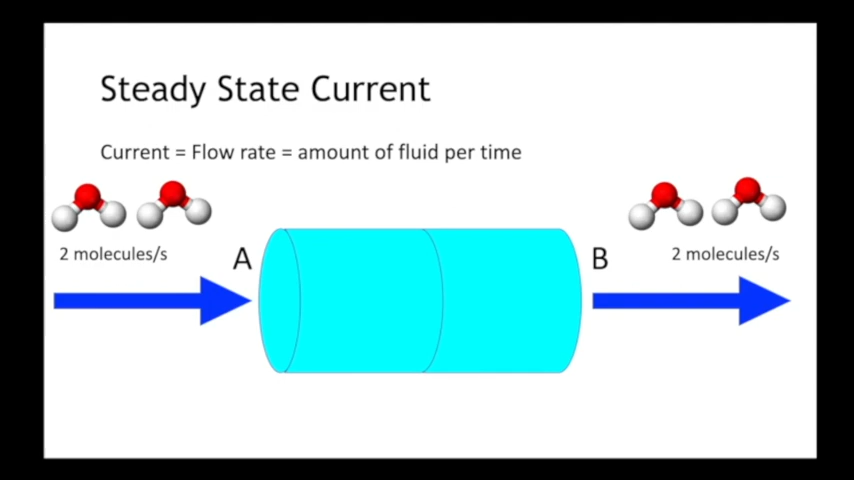 Steady State Current
Current = Flow rate = amount of fluid per time
2 molecules/s
A
B
2 molecules/s